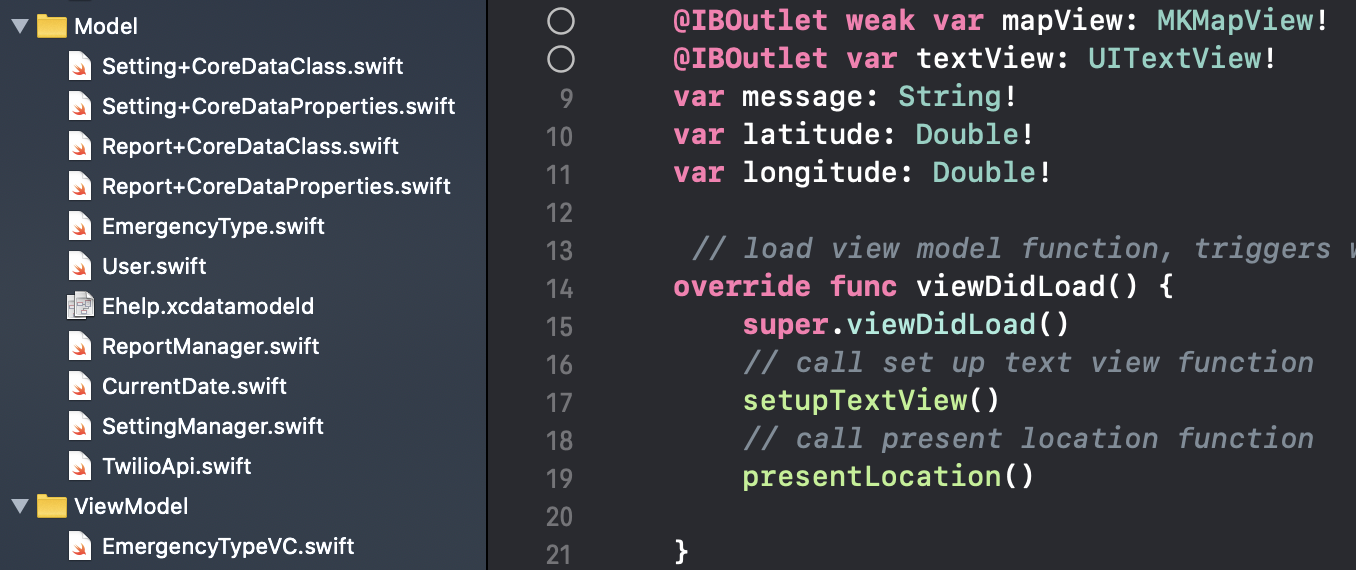 Model
Setting+CoreDataClass.swift
Setting+CoreDataProperties.swift
Report+CoreDataClass.swift
Report+CoreDataProperties.swift
EmergencyType.swift
User.swift
Ehelp.xcdatamodeld
ReportManager.swift
CurrentDate.swift
SettingManager.swift
TwilioApi.swift
ViewModel
EmergencyTypeVC.swift
@IBOutlet weak var mapView: MKMapView!
@IBOutlet var textView: UITextView!
9 var message: String!
10 var latitude: Double!
11 var longitude: Double!
12
13 // load view model function, triggers
14 override func viewDidLoad() {
15 super.viewDidLoad()
16 // call set up text view function
17 setupTextView()
18 // call present location function
19 presentLocation()
20
21 }